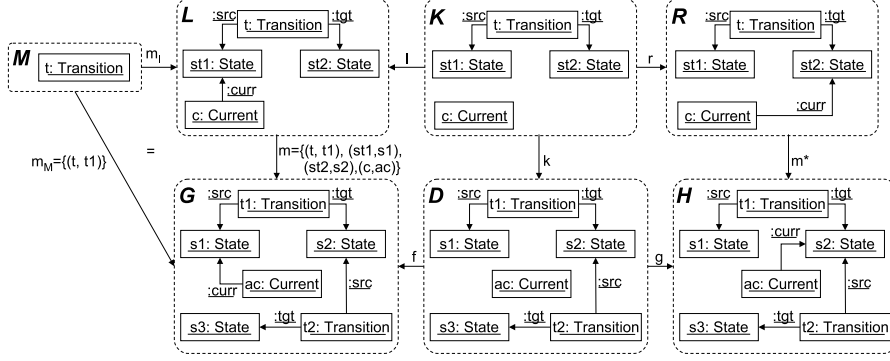 M
t: Transition
m_l
L
:src
:tgt
t: Transition
st1: State
st2: State
:curr
c: Current
l
K
:src
:tgt
t: Transition
st1: State
st2: State
c: Current
r
R
:src
:tgt
t: Transition
st1: State
st2: State
:curr
c: Current
m_M={(t, t1)}
=
m={(t, t1), (st1,s1),
(st2,s2),(c,ac)}
k
m*
G
:src
:tgt
t1: Transition
s1: State
s2: State
:curr
ac: Current
:src
s3: State
:tgt
t2: Transition
f
D
:src
:tgt
t1: Transition
s1: State
s2: State
ac: Current
:src
s3: State
:tgt
t2: Transition
g
H
:src
:tgt
t1: Transition
s1: State
:curr
s2: State
ac: Current
:src
s3: State
:tgt
t2: Transition